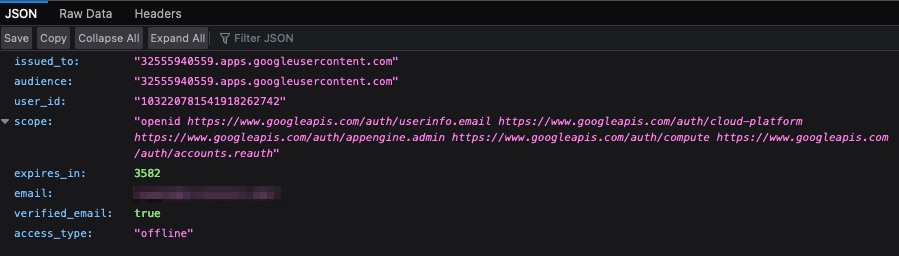 JSON Raw Data Headers
Save Copy Collapse All Expand All Filter JSON
issued_to: "32555940559.apps.googleusercontent.com"
audience: "32555940559.apps.googleusercontent.com"
user_id: "103220781541918262742"
scope: "openid https://www.googleapis.com/auth/userinfo.email https://www.googleapis.com/auth/cloud-platform
https://www.googleapis.com/auth/appengine.admin https://www.googleapis.com/auth/compute https://www.googleapis.com
/auth/accounts.reauth"
expires_in: 3582
email:
verified_email: true
access_type: "offline"